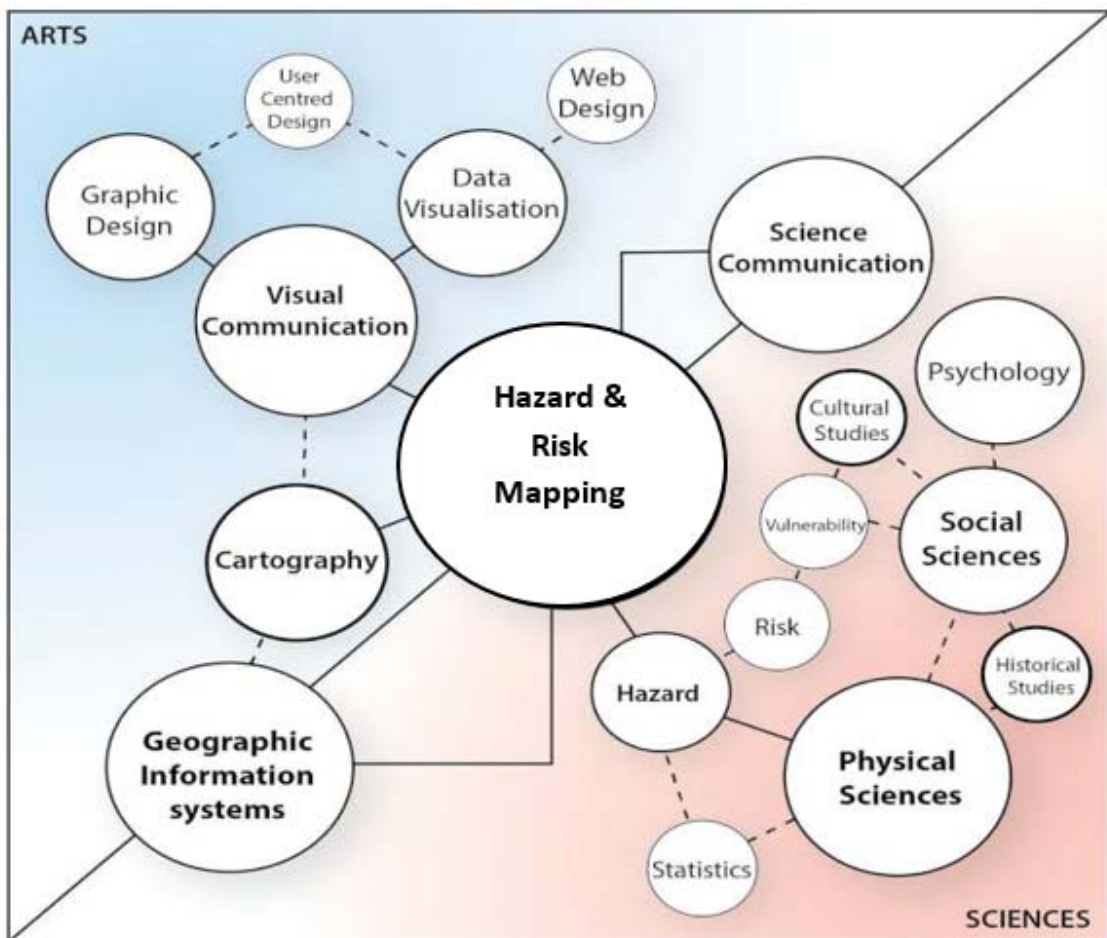 ARTS
User
Centred
Design
Web
Design
Graphic
Design
Data
Visualisation
Visual
Communication
Science
Communication
Hazard &
Risk
Mapping
Psychology
Cultural
Studies
Vulnerability
Social
Sciences
Cartography
Risk
Hazard
Historical
Studies
Geographic
Information
systems
Physical
Sciences
Statistics
SCIENCES